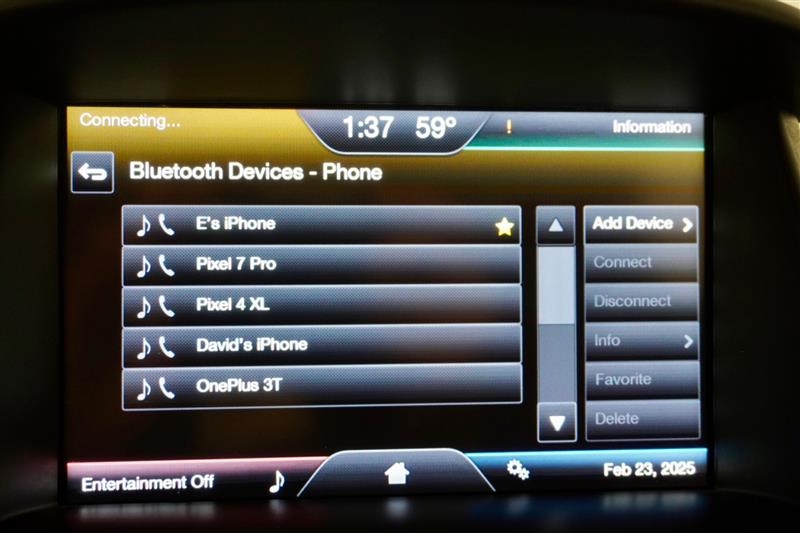 Connecting...
1:37 59°
! Information
Bluetooth Devices - Phone
E's iPhone
Pixel 7 Pro
Pixel 4 XL
David's iPhone
OnePlus 3T
Add Device
Connect
Disconnect
Info
Favorite
Delete
Entertainment Off
Feb 23, 2025